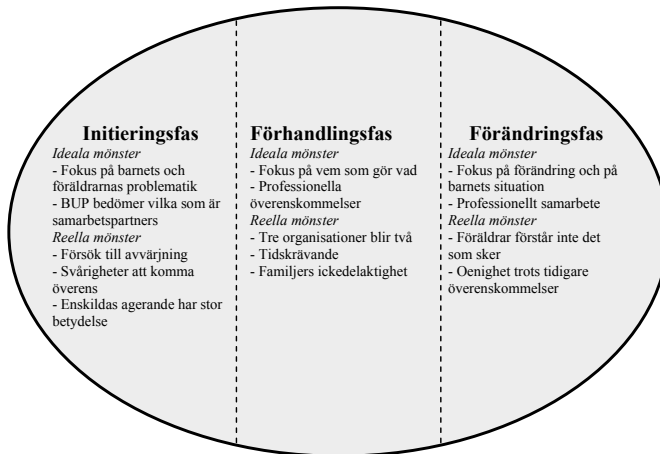 Initieringsfas
Ideala mönster
- Fokus på barnets och
föräldrarnas problematik
- BUP bedömer vilka som är
samarbetspartners
Reella mönster
- Försök till avvärjning
- Svårigheter att komma
överens
- Enskildas agerande har stor
betydelse
Förhandlingsfas
Ideala mönster
- Fokus på vem som gör vad
- Professionella
överenskommelser
Reella mönster
- Tre organisationer blir två
- Tidskrävande
- Familjers ickedelaktighet
Förändringsfas
Ideala mönster
- Fokus på förändring och på
barnets situation
- Professionellt samarbete
Reella mönster
- Föräldrar förstår inte det
som sker
- Oenighet trots tidigare
överenskommelser